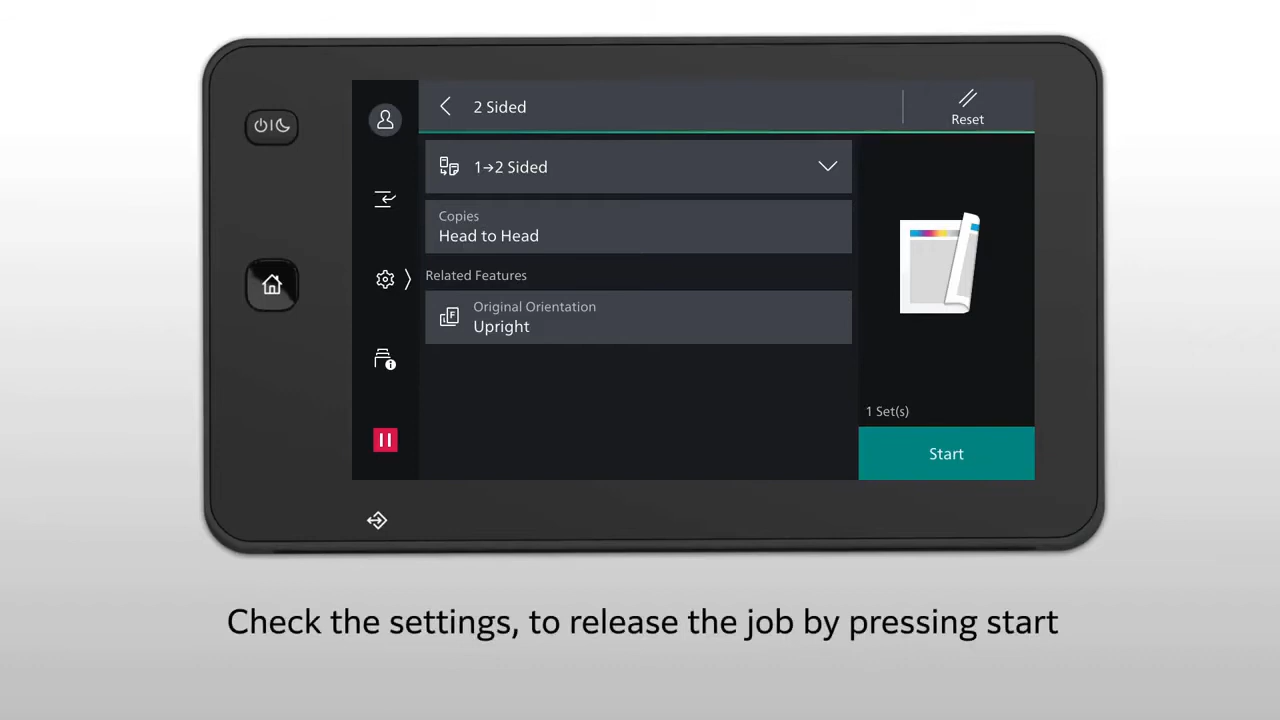 2 Sided
Reset
1→2 Sided
Copies
Head to Head
Related Features
F
Original Orientation
Upright
1 Set(s)
Start
Check the settings, to release the job by pressing start